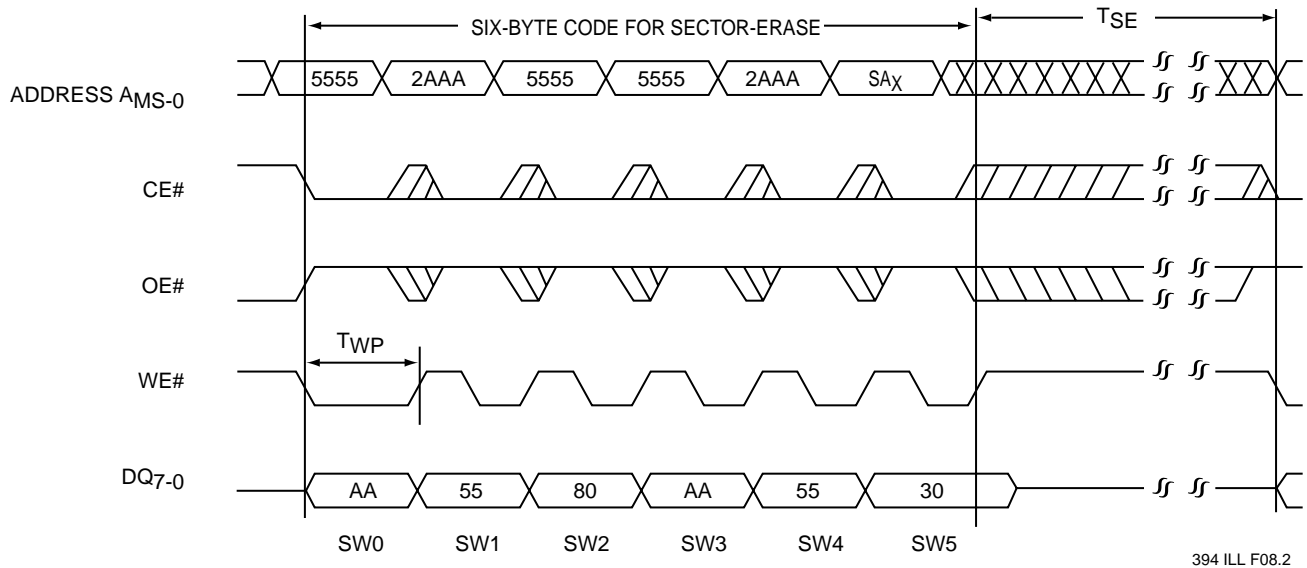 SIX-BYTE CODE FOR SECTOR-ERASE
TSE
ADDRESS AMS-0
5555
2AAA
5555
5555
2AAA
SAX
CE#
OE#
TWP
WE#
DQ7-0
AA
55
80
AA
55
30
SW0
SW1
SW2
SW3
SW4
SW5
394 ILL F08.2